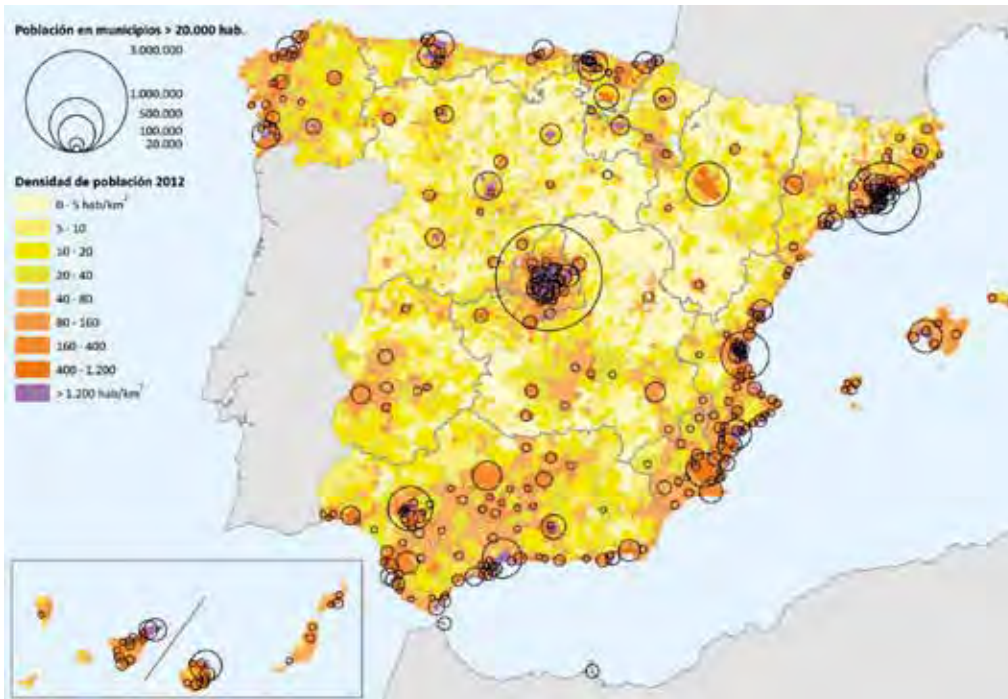 Población en municipios > 20.000 hab.
3.000.000
1.000.000
500.000
100.000
20.000
Densidad de población 2012
0 - 5 hab/km²
5 - 10
10 - 20
20 - 40
40 - 80
80 - 160
160 - 400
400 - 1.200
> 1.200 hab/km²